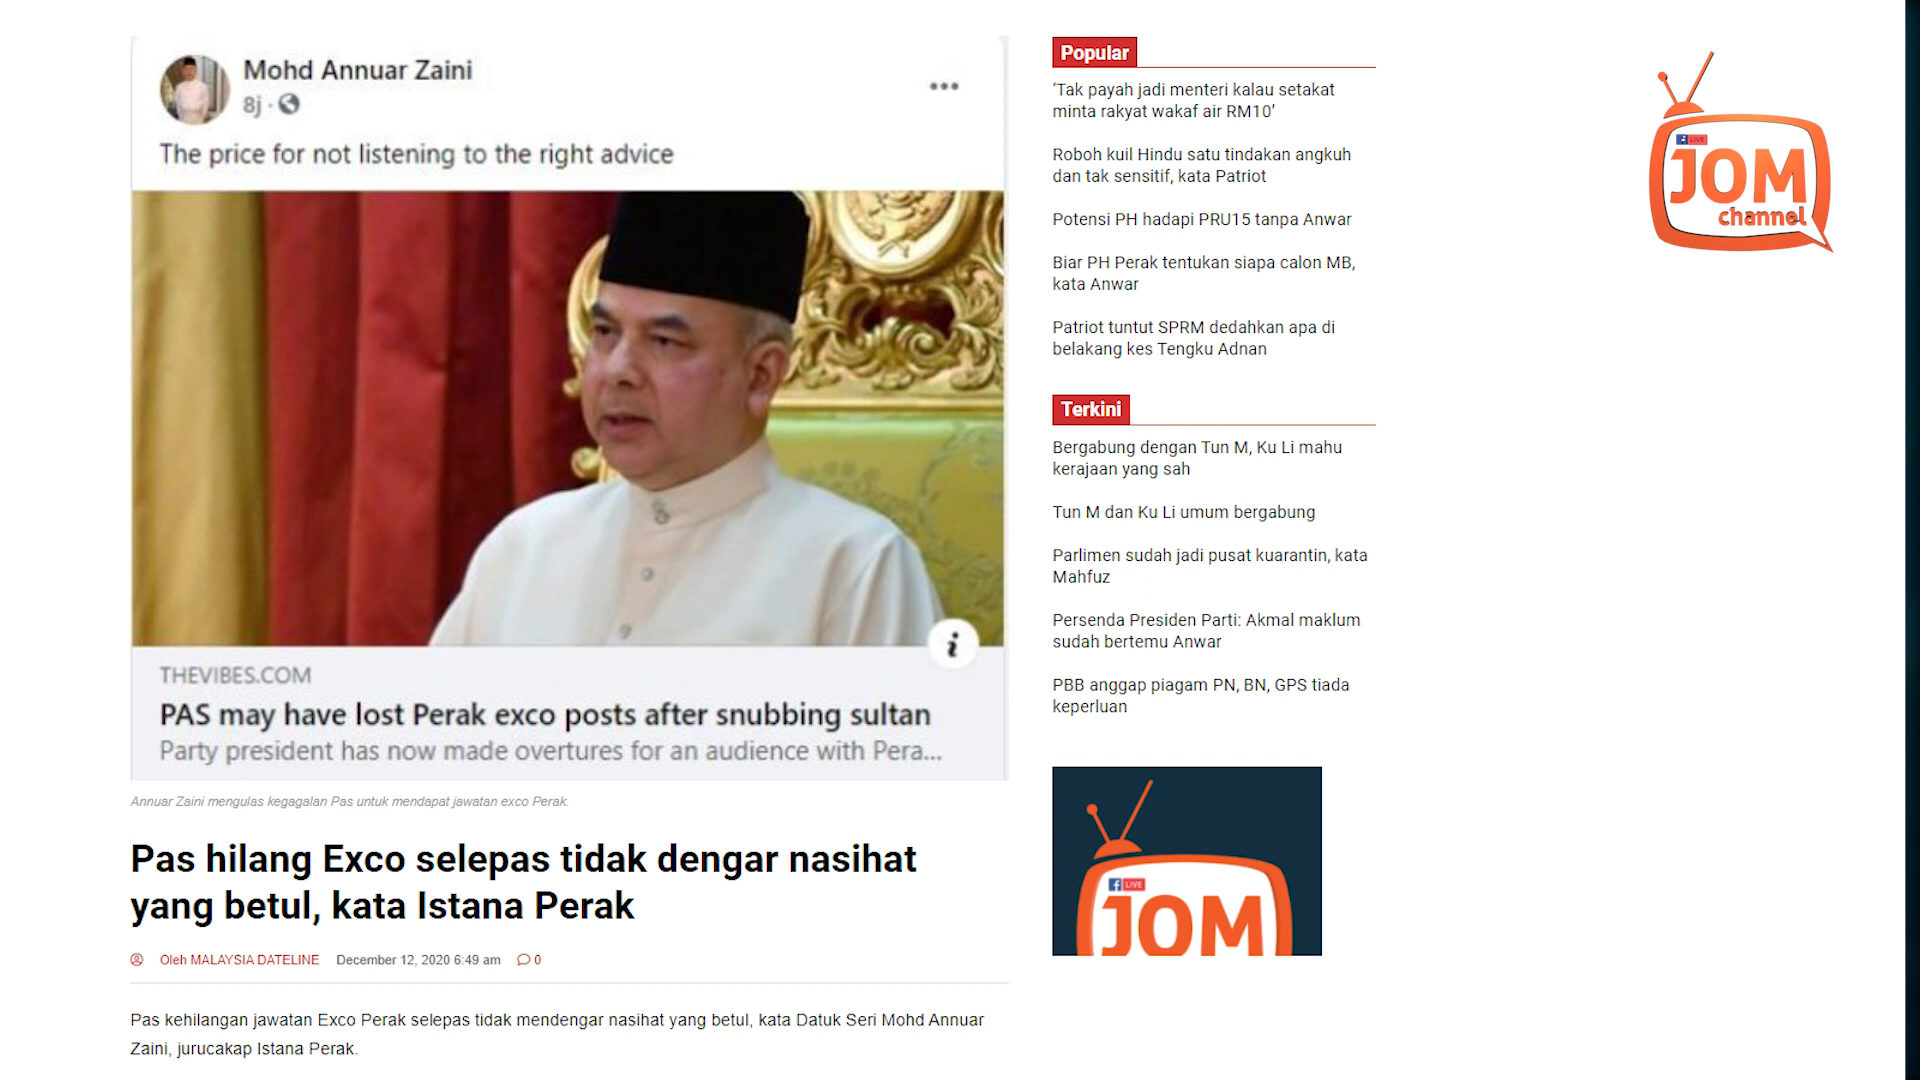 Mohd Annuar Zaini
8j ·
The price for not listening to the right advice
THEVIBES.COM
PAS may have lost Perak exco posts after snubbing sultan
Party president has now made overtures for an audience with Pera...
Annuar Zaini mengulas kegagalan Pas untuk mendapat jawatan exco Perak.
Pas hilang Exco selepas tidak dengar nasihat
yang betul, kata Istana Perak
Oleh MALAYSIA DATELINE December 12, 2020 6:49 am 0
Pas kehilangan jawatan Exco Perak selepas tidak mendengar nasihat yang betul, kata Datuk Seri Mohd Annuar
Zaini, jurucakap Istana Perak.
Popular
‘Tak payah jadi menteri kalau setakat
minta rakyat wakaf air RM10’
Roboh kuil Hindu satu tindakan angkuh
dan tak sensitif, kata Patriot
Potensi PH hadapi PRU15 tanpa Anwar
Biar PH Perak tentukan siapa calon MB,
kata Anwar
Patriot tuntut SPRM dedahkan apa di
belakang kes Tengku Adnan
Terkini
Bergabung dengan Tun M, Ku Li mahu
kerajaan yang sah
Tun M dan Ku Li umum bergabung
Parlimen sudah jadi pusat kuarantin, kata
Mahfuz
Persenda Presiden Parti: Akmal maklum
sudah bertemu Anwar
PBB anggap piagam PN, BN, GPS tiada
keperluan
f LIVE
JOM
f LIVE
JOM
channel